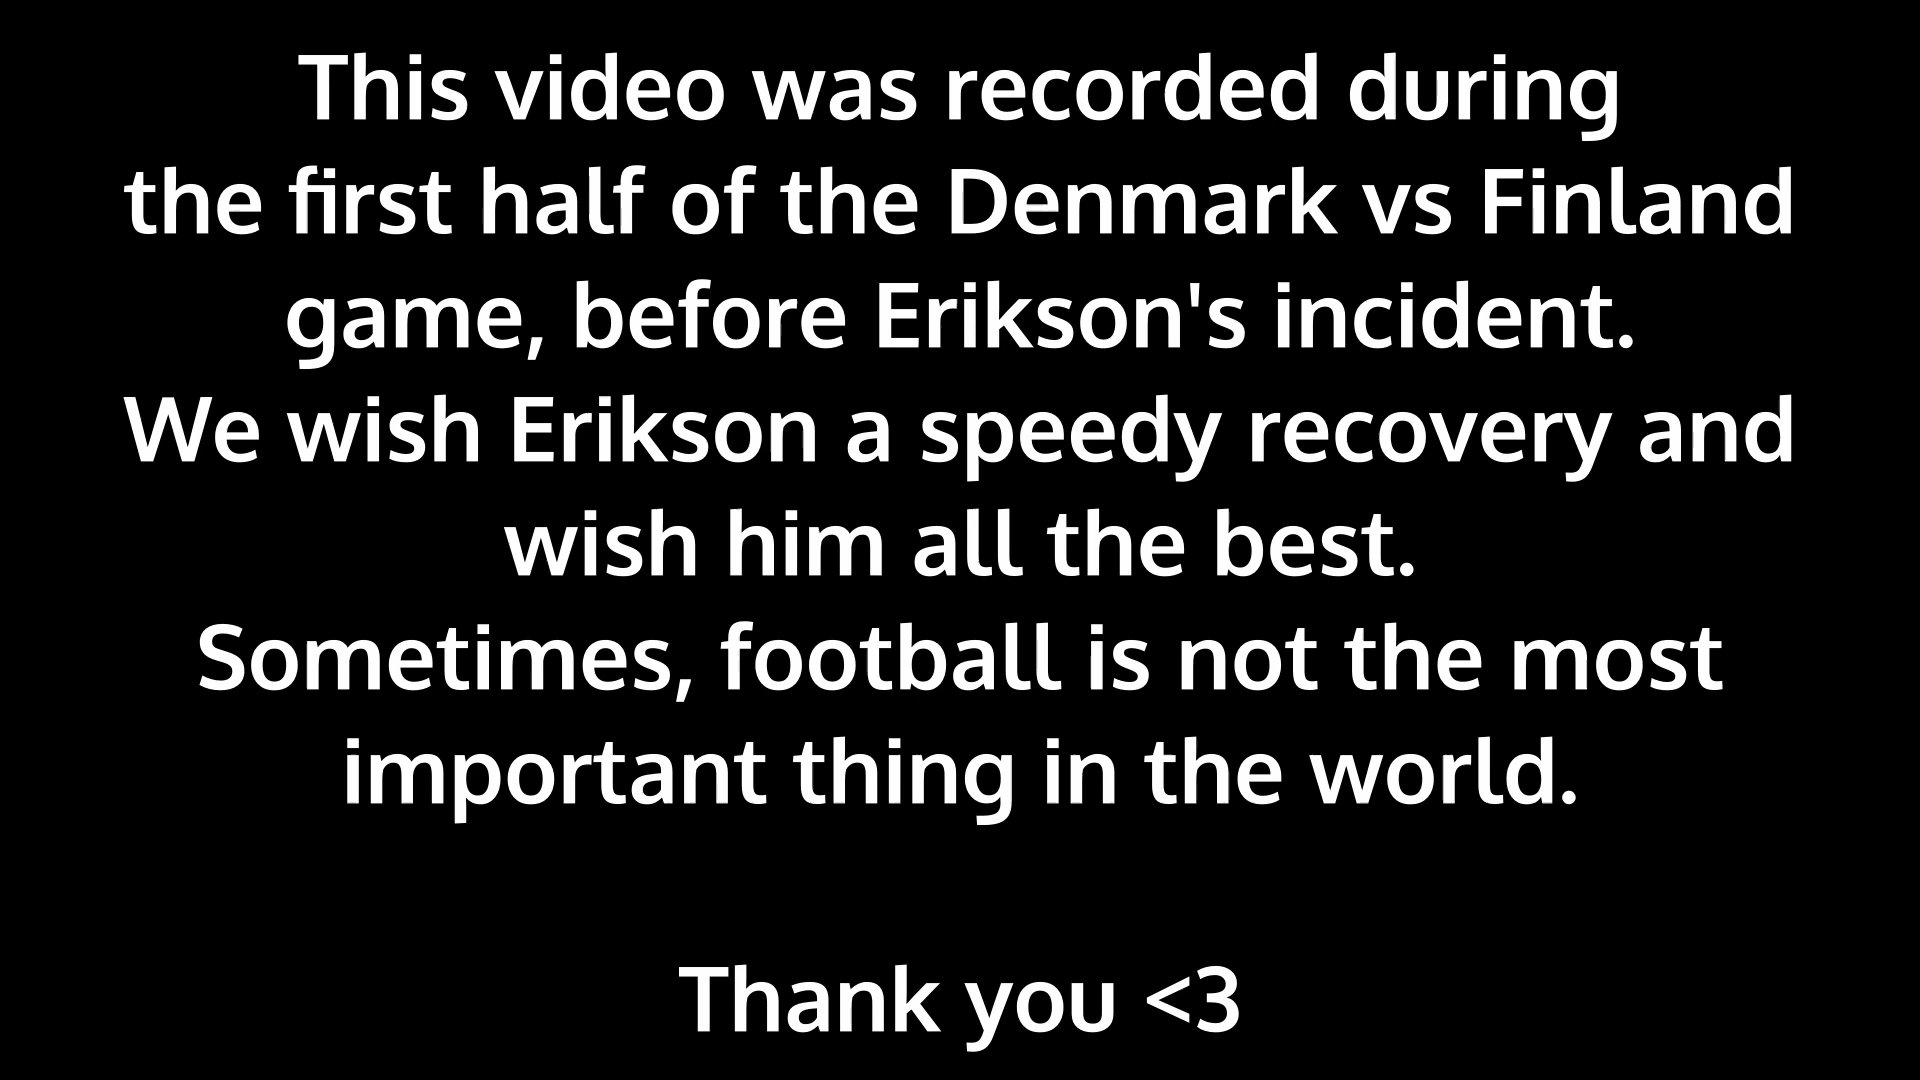 This video was recorded during
the first half of the Denmark vs Finland
game, before Erikson's incident.
We wish Erikson a speedy recovery and
wish him all the best.
Sometimes, football is not the most
important thing in the world.
Thank you <3